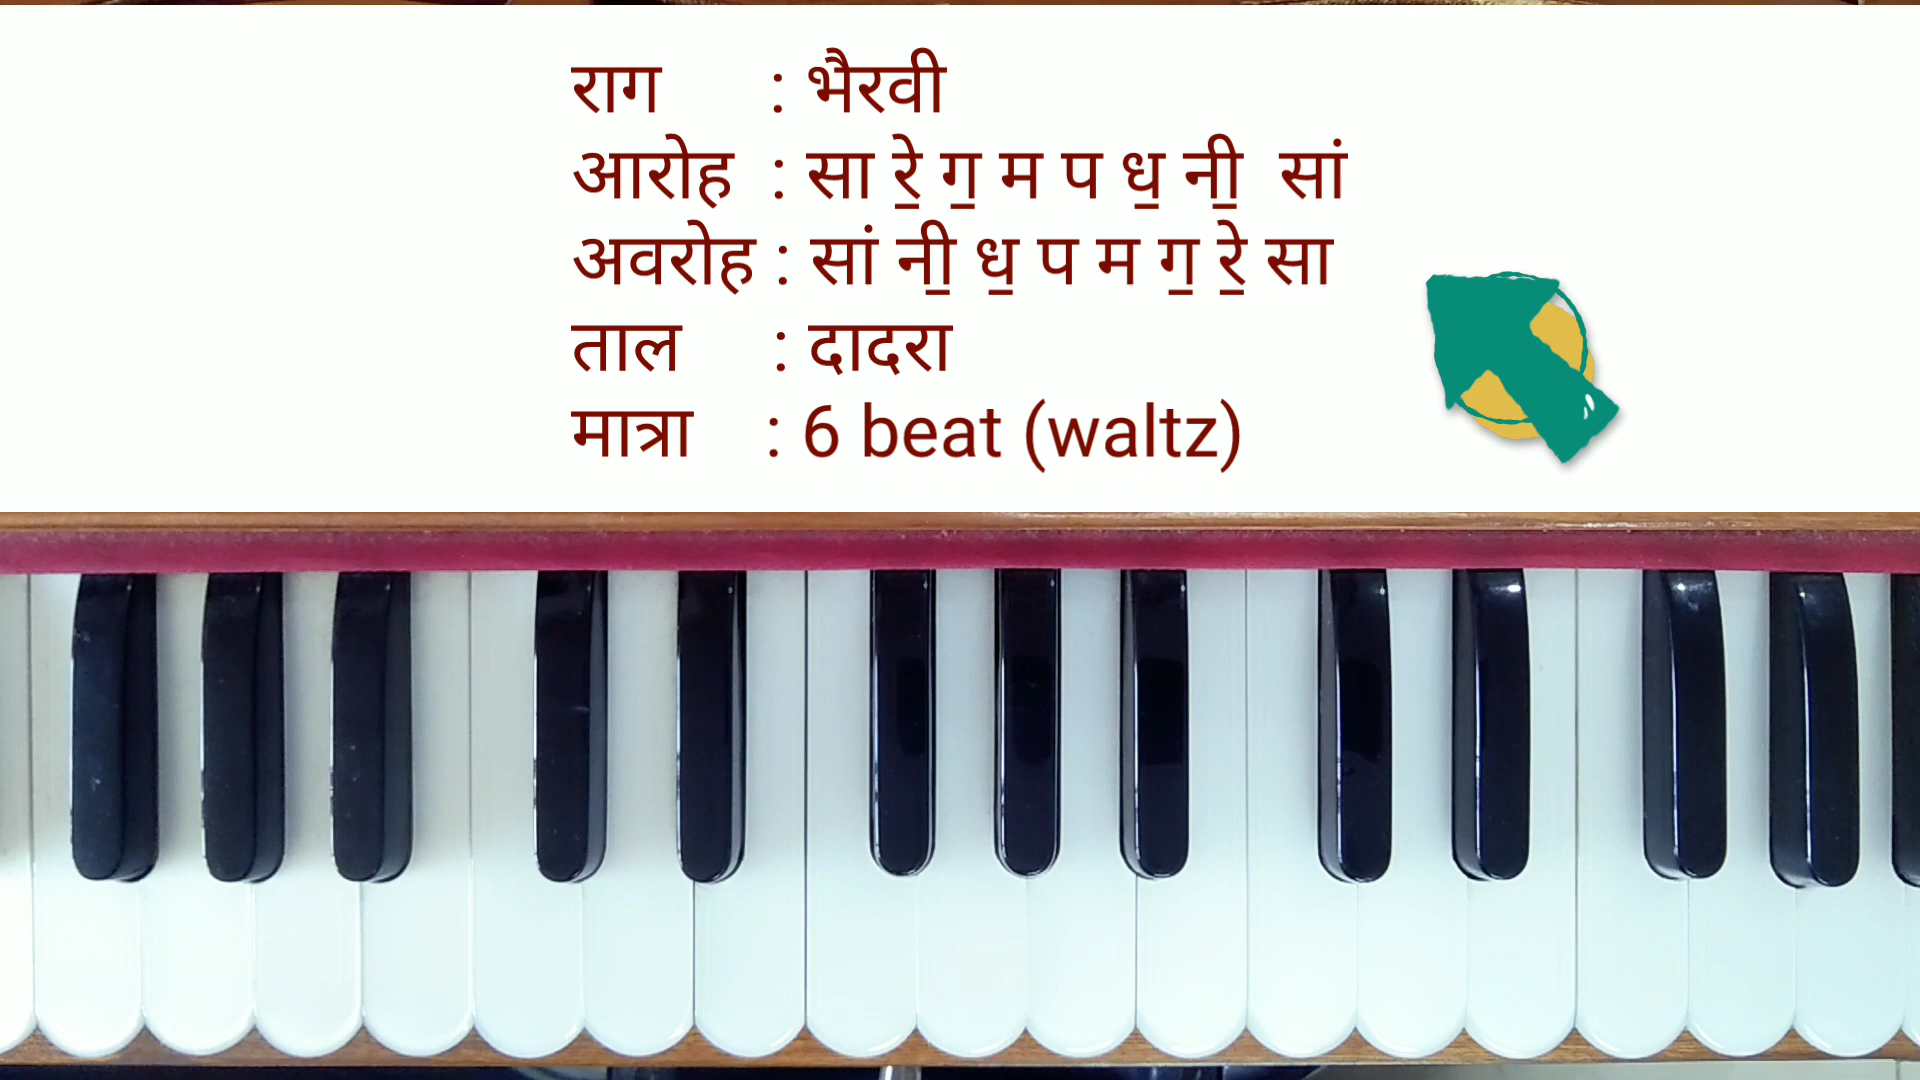 राग : भैरवी
आरोह : सा रे॒ ग॒ म प ध॒ नी॒ सां
अवरोह : सां नी॒ ध॒ प म ग॒ रे॒ सा
ताल : दादरा
मात्रा : 6 beat (waltz)